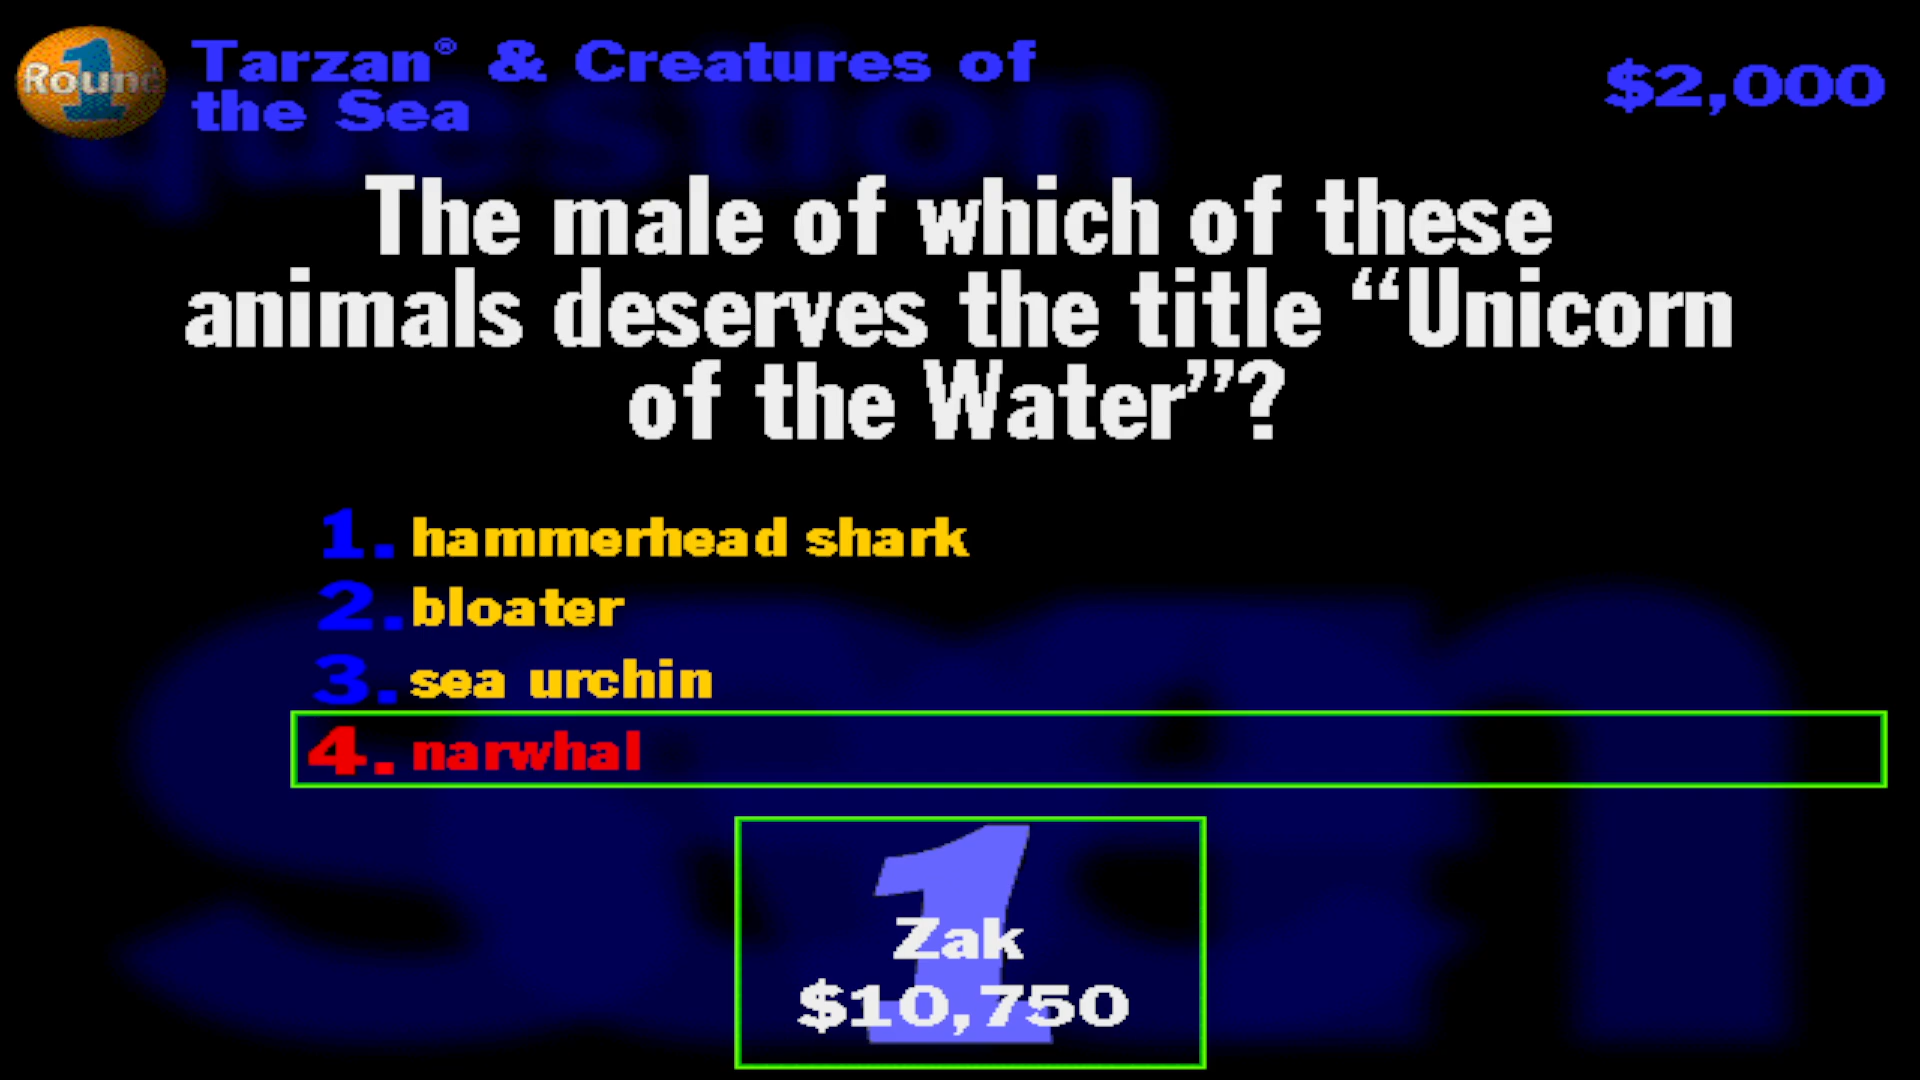 Round 1
Tarzan® & Creatures of
the Sea
$2,000
question
The male of which of these
animals deserves the title “Unicorn
of the Water”?
1. hammerhead shark
2. bloater
3. sea urchin
4. narwhal
1
Zak
$10,750